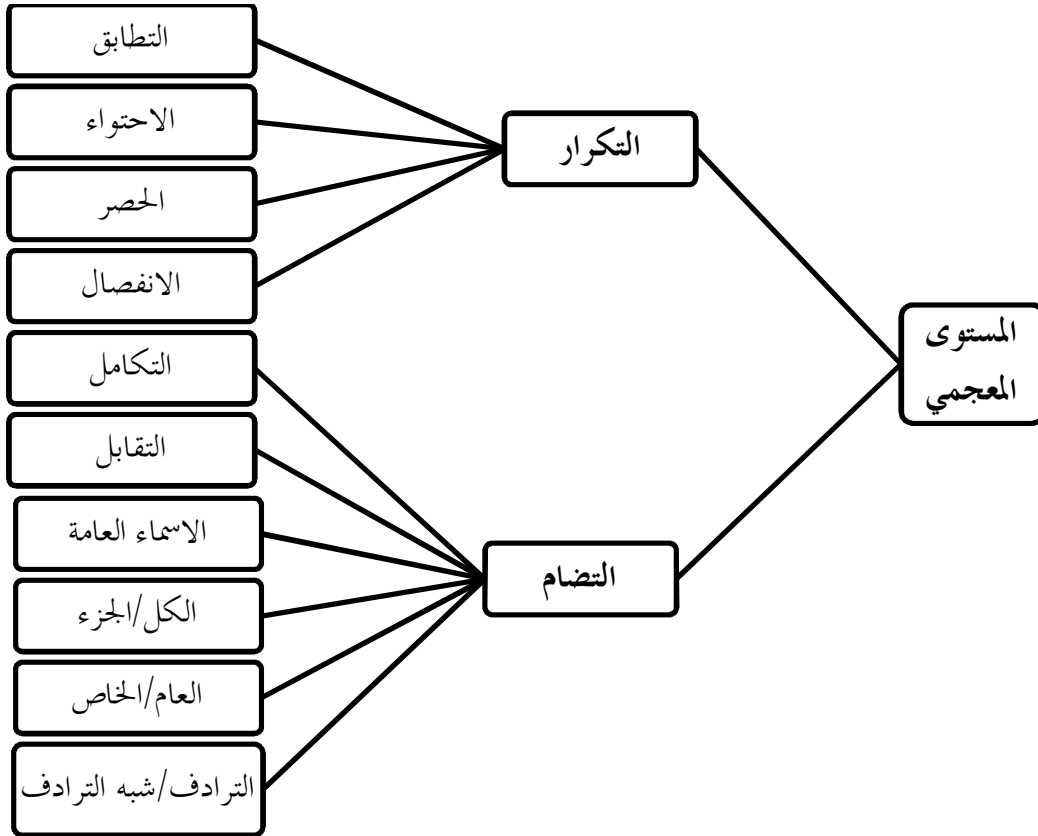 المستوى
المعجمي
التكرار
التطابق
الاحتواء
الحصر
الانفصال
التضام
التكامل
التقابل
الاسماء العامة
الكل/الجزء
العام/الخاص
الترادف/شبه الترادف